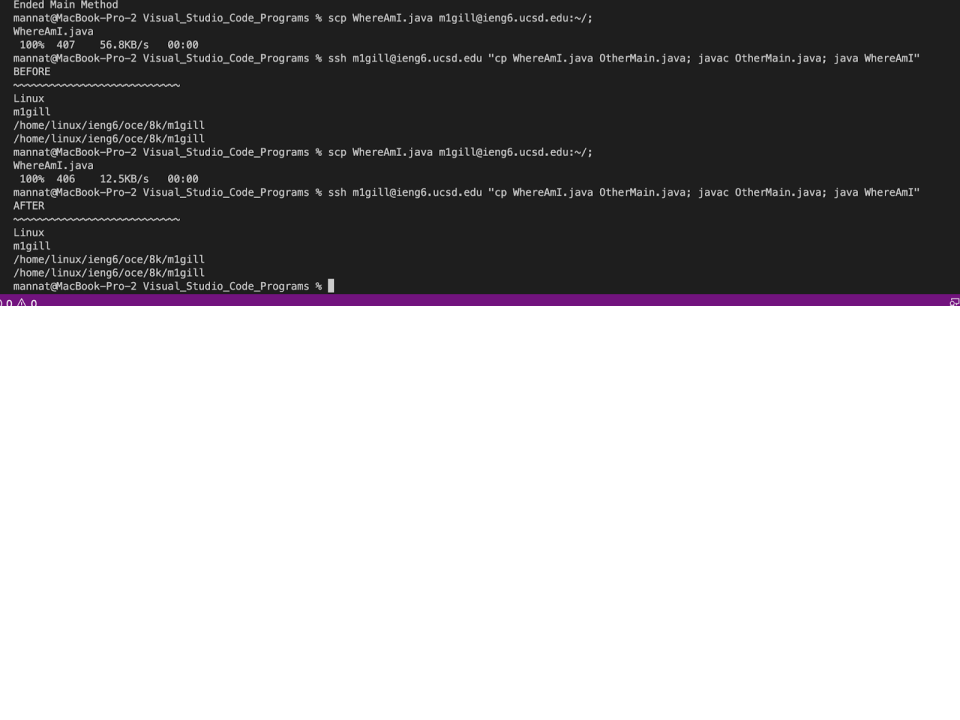 Ended Main Method
mannat@MacBook-Pro-2 Visual_Studio_Code_Programs % scp WhereAmI.java m1gill@ieng6.ucsd.edu:~/;
WhereAmI.java
100% 407 56.8KB/s 00:00
mannat@MacBook-Pro-2 Visual_Studio_Code_Programs % ssh m1gill@ieng6.ucsd.edu "cp WhereAmI.java OtherMain.java; javac OtherMain.java; java WhereAmI"
BEFORE
~~~~~~~~~~~~~~~~~~~~~~~~~~~
Linux
m1gill
/home/linux/ieng6/oce/8k/m1gill
/home/linux/ieng6/oce/8k/m1gill
mannat@MacBook-Pro-2 Visual_Studio_Code_Programs % scp WhereAmI.java m1gill@ieng6.ucsd.edu:~/;
WhereAmI.java
100% 406 12.5KB/s 00:00
mannat@MacBook-Pro-2 Visual_Studio_Code_Programs % ssh m1gill@ieng6.ucsd.edu "cp WhereAmI.java OtherMain.java; javac OtherMain.java; java WhereAmI"
AFTER
~~~~~~~~~~~~~~~~~~~~~~~~~~~
Linux
m1gill
/home/linux/ieng6/oce/8k/m1gill
/home/linux/ieng6/oce/8k/m1gill
mannat@MacBook-Pro-2 Visual_Studio_Code_Programs %
0 0